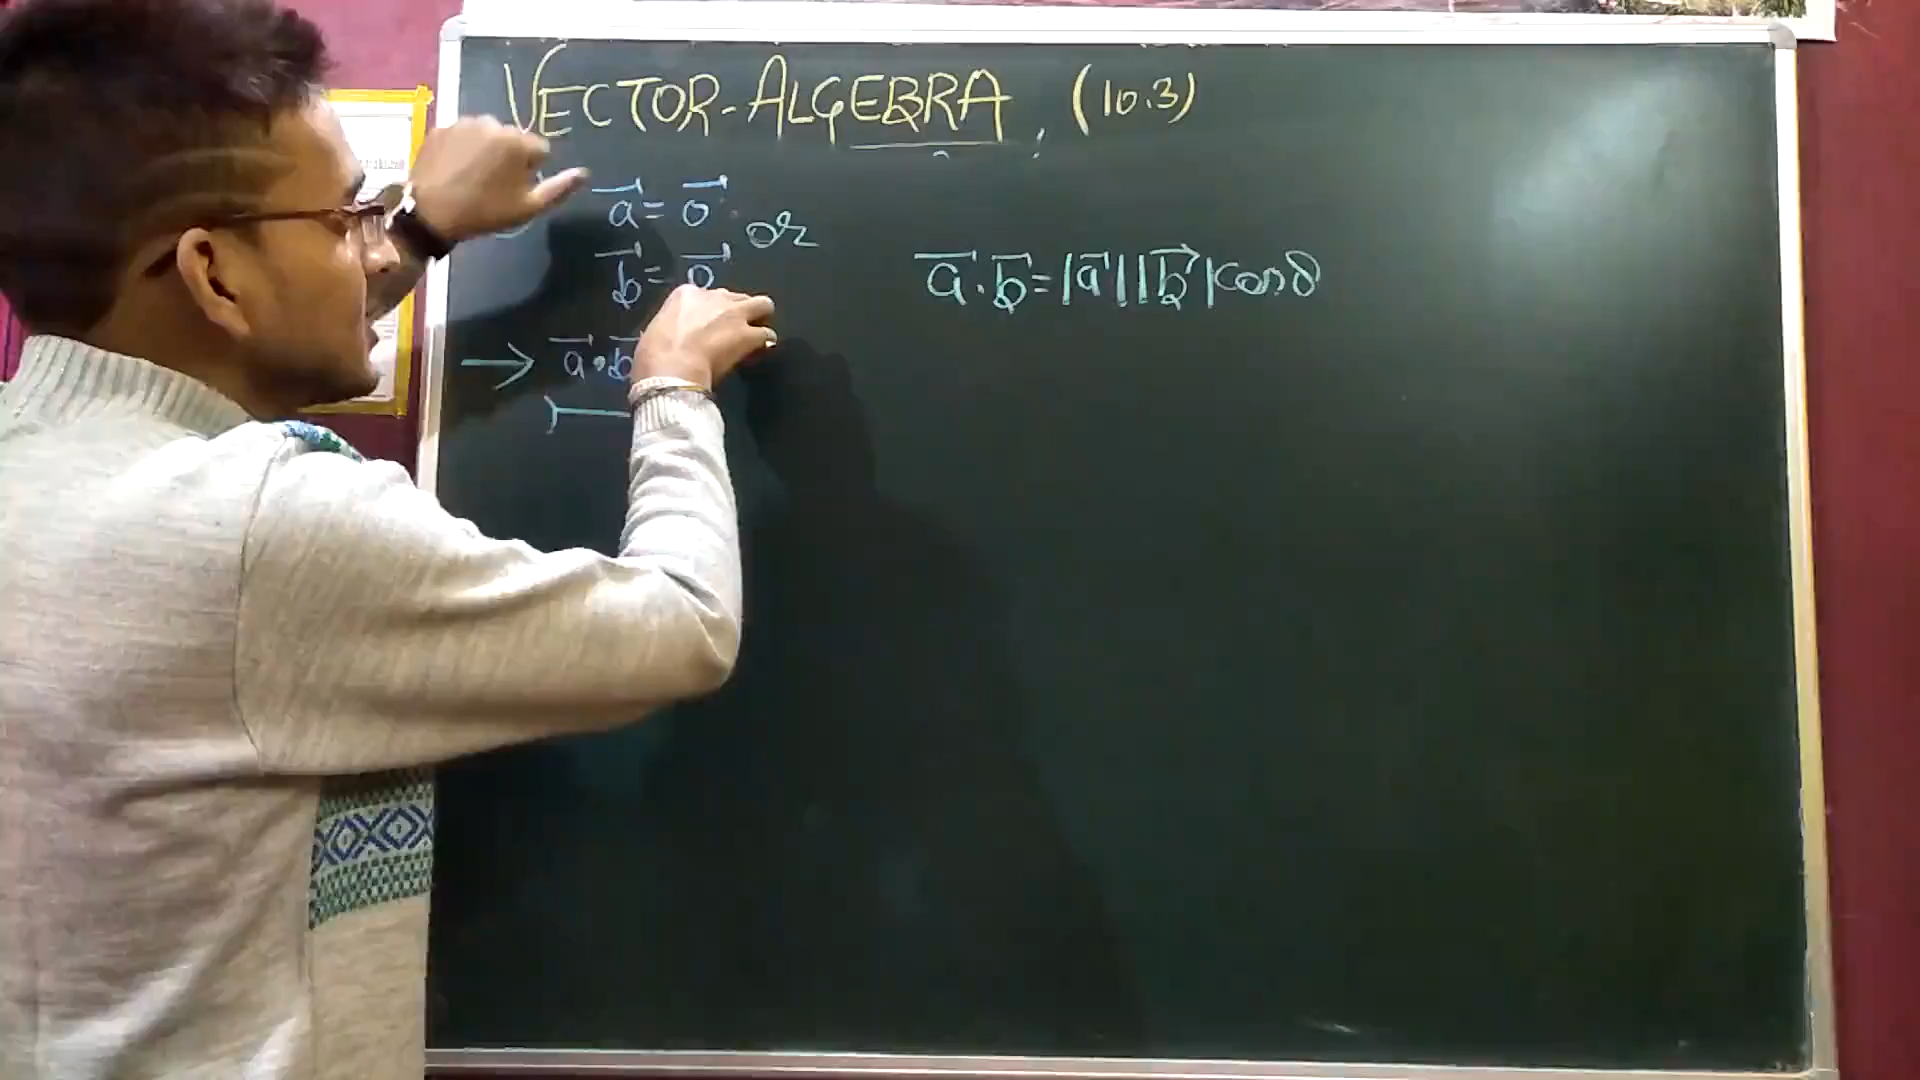 VECTOR-ALGEBRA (10.3)
a⃗ = 0⃗ or
b⃗ = 0⃗
a⃗.b⃗ = |a⃗||b⃗|cosθ
→ a⃗.b⃗